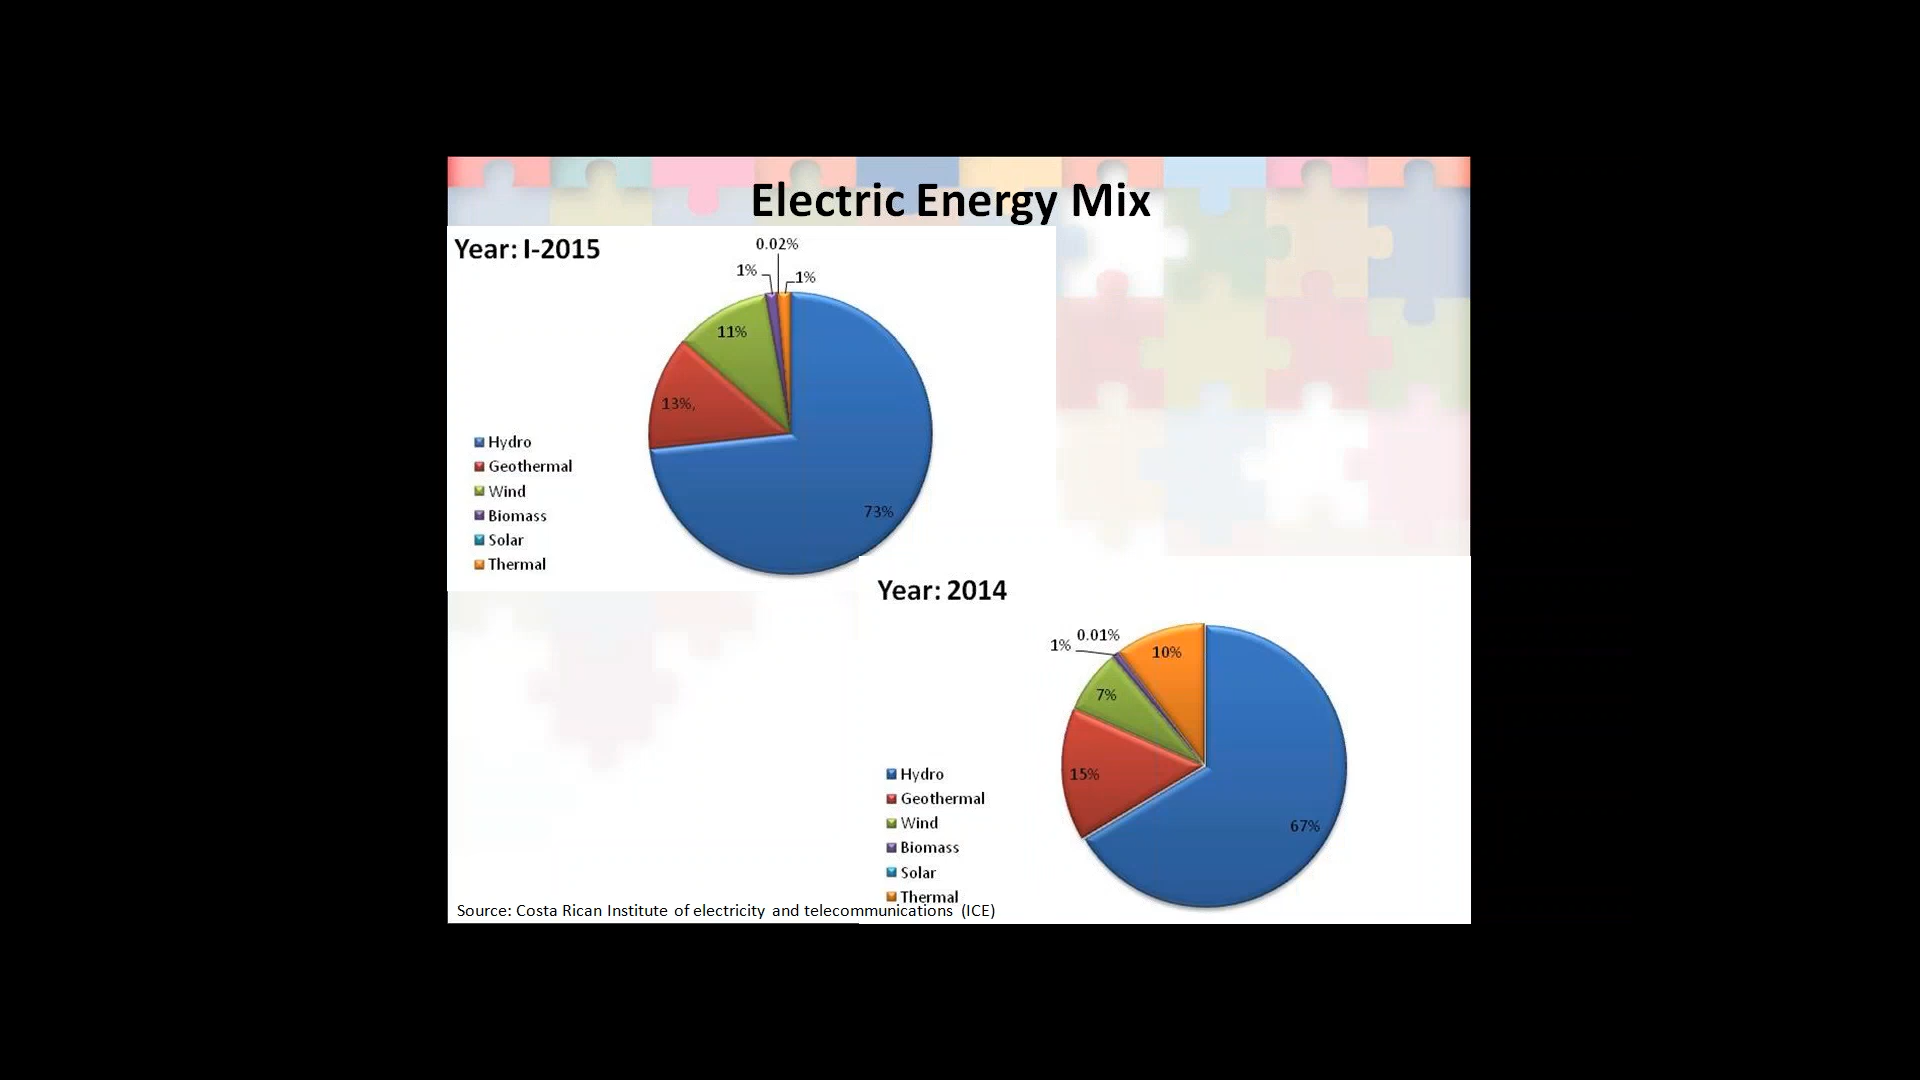 Electric Energy Mix
Year: I-2015
0.02%
1%
1%
11%
13%,
73%
Hydro
Geothermal
Wind
Biomass
Solar
Thermal
Year: 2014
0.01%
1%
10%
7%
15%
67%
Hydro
Geothermal
Wind
Biomass
Solar
Thermal
Source: Costa Rican Institute of electricity and telecommunications (ICE)